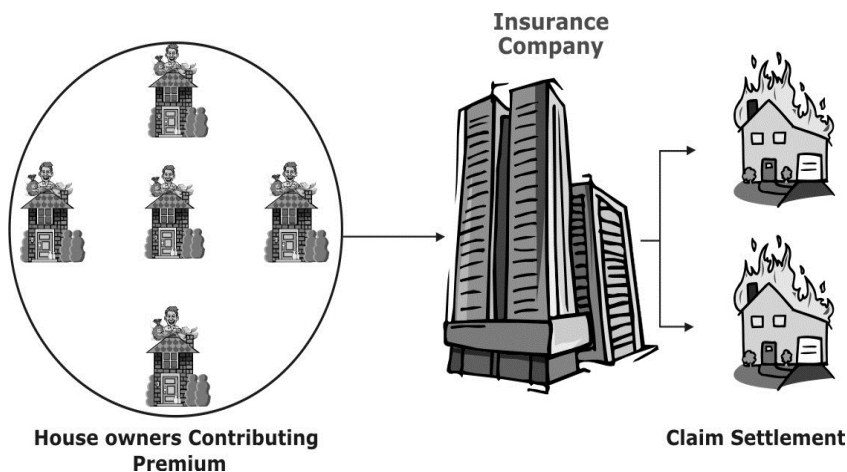 Insurance
Company
House owners Contributing
Premium
Claim Settlement